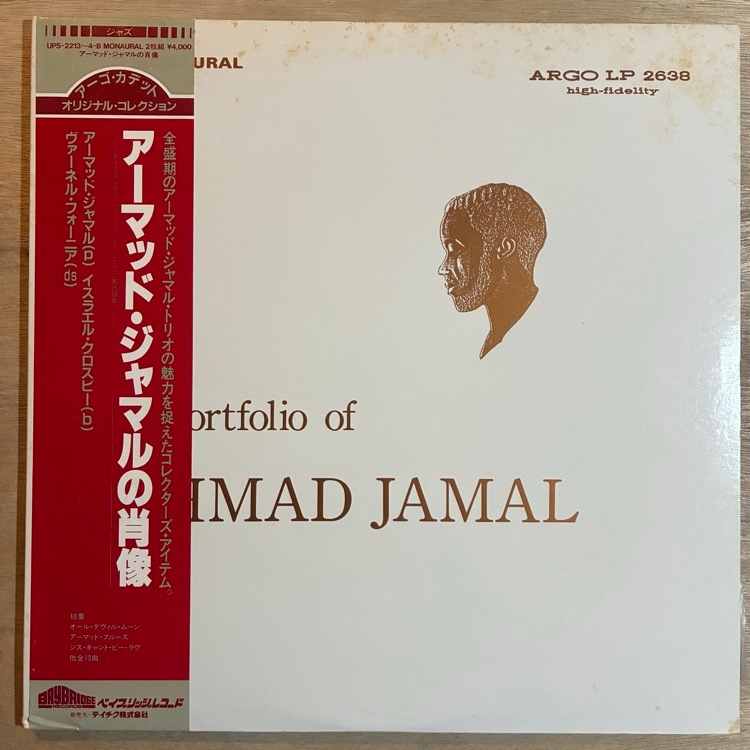 ジャズ
UPS-2213〜4-B MONAURAL 2枚組 ¥4,000
アーマッド・ジャマルの肖像
アーゴ・カデット
オリジナル・コレクション
全盛期のアーマッド・ジャマル・トリオの魅力を捉えたコレクターズ・アイテム。
アーマッド・ジャマルの肖像
アーマッド・ジャマル(p) イスラエル・クロスビー(b)
ヴァーネル・フォーニア(ds)
枯葉
オール・デヴィル・ムーン
アーマッド・ブルース
ジス・キャント・ビー・ラヴ
他全15曲
BAYBRIDGE RECORDS ベイブリッジ・レコード
発売元・テイチク株式会社
URAL
ARGO LP 2638
high-fidelity
ortfolio of
HMAD JAMAL